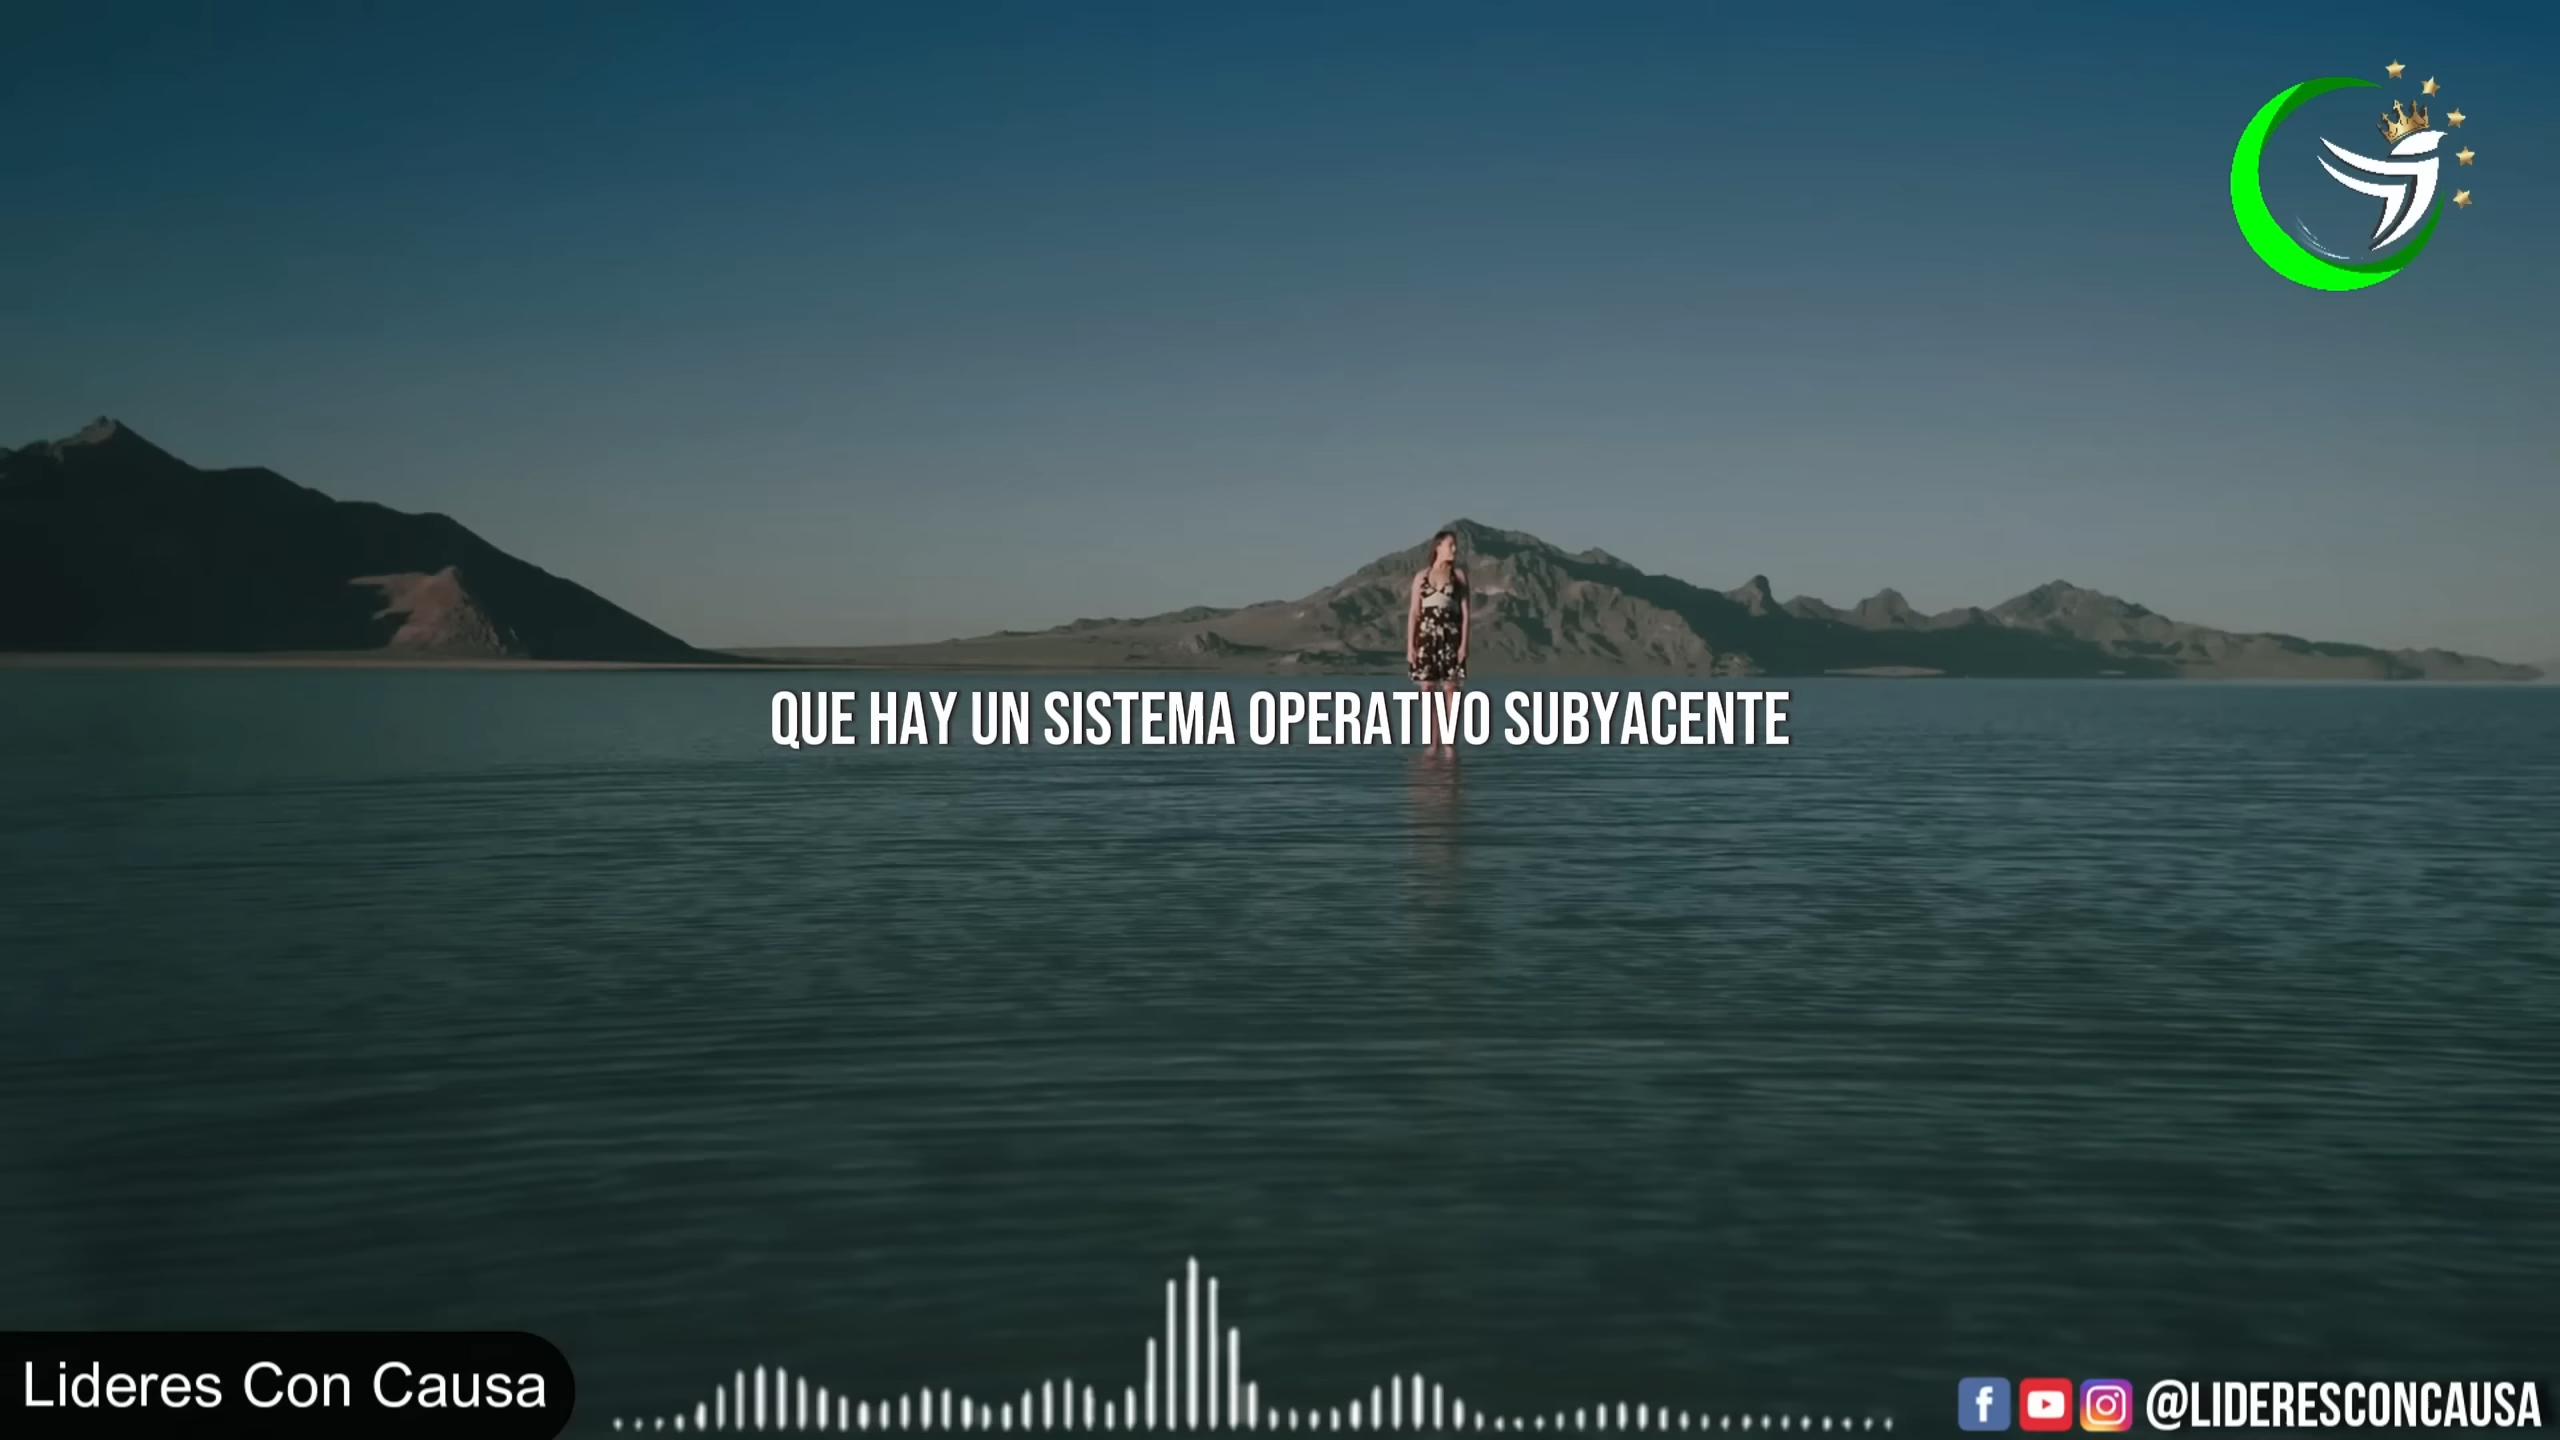 QUE HAY UN SISTEMA OPERATIVO SUBYACENTE
Lideres Con Causa
@LIDERESCONCAUSA